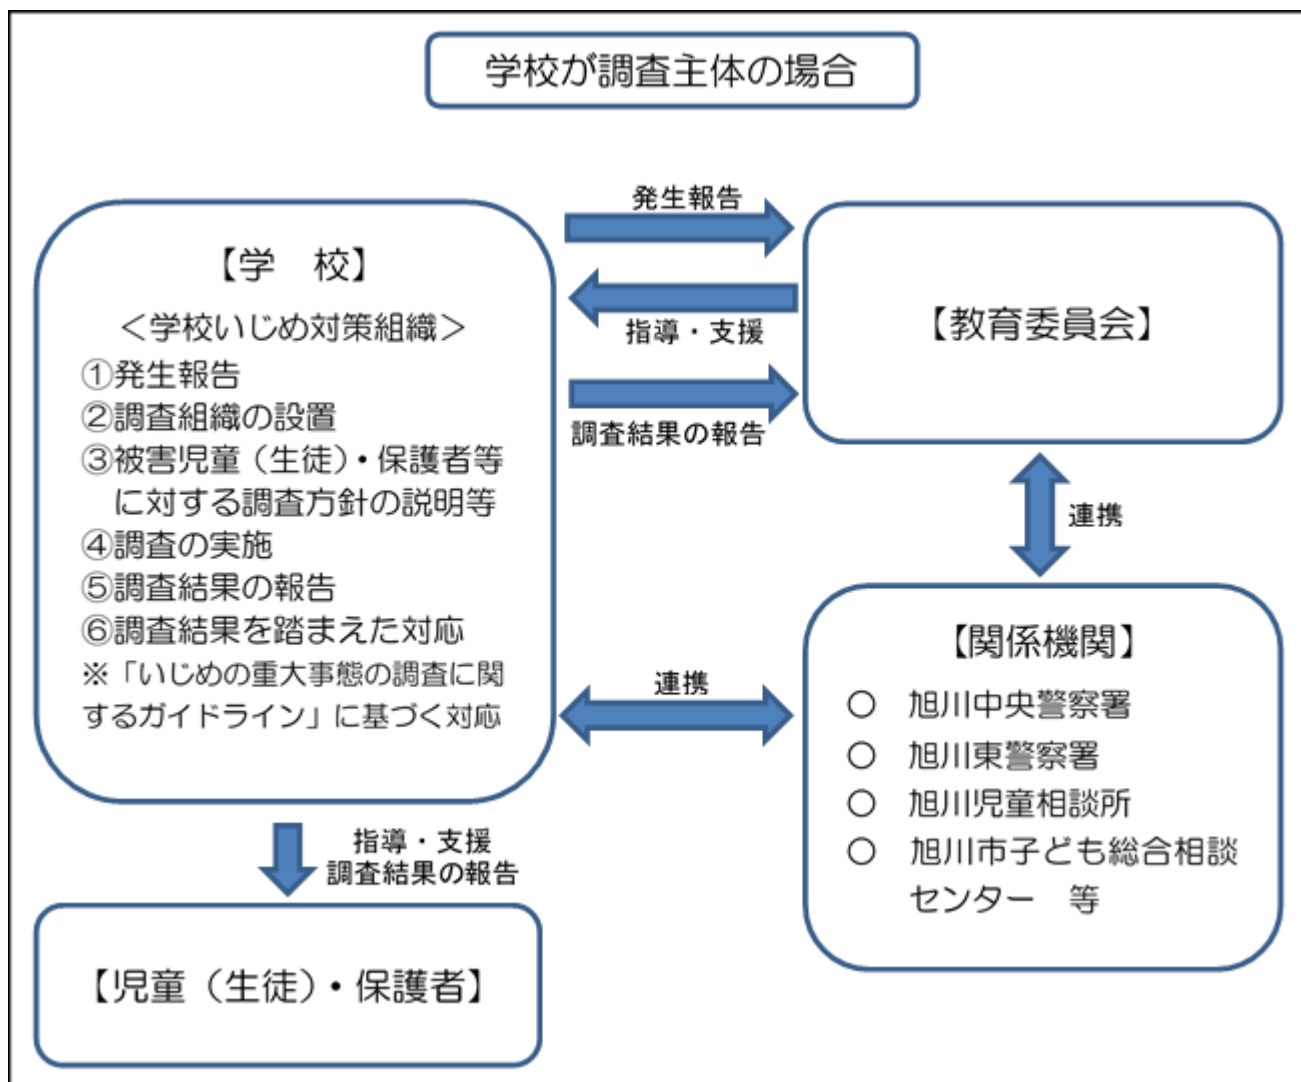 学校が調査主体の場合
発生報告
【学　校】
＜学校いじめ対策組織＞
①発生報告
②調査組織の設置
③被害児童（生徒）・保護者等
に対する調査方針の説明等
④調査の実施
⑤調査結果の報告
⑥調査結果を踏まえた対応
※「いじめの重大事態の調査に関
するガイドライン」に基づく対応
指導・支援
調査結果の報告
【教育委員会】
連携
連携
【関係機関】
○　旭川中央警察署
○　旭川東警察署
○　旭川児童相談所
○　旭川市子ども総合相談
センター　等
指導・支援
調査結果の報告
【児童（生徒）・保護者】